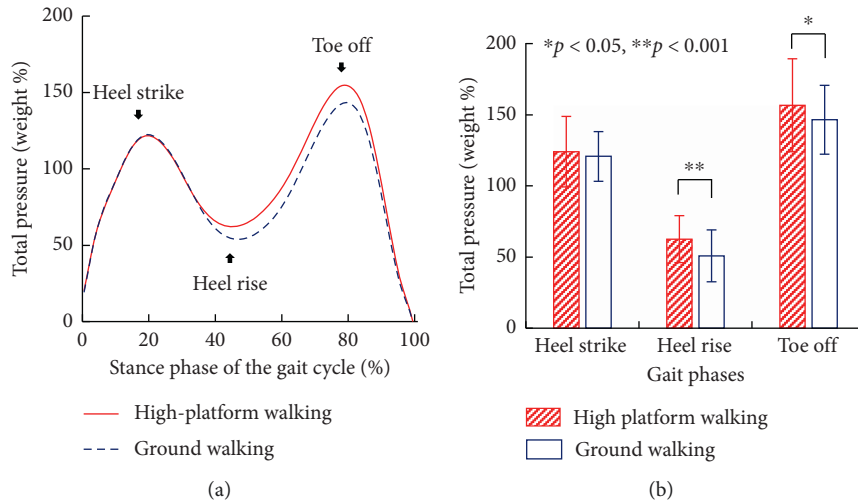 200
150
100
50
0
Total pressure (weight %)
Heel strike
Toe off
Heel rise
0 20 40 60 80 100
Stance phase of the gait cycle (%)
High-platform walking
Ground walking
(a)
*p < 0.05, **p < 0.001
*
**
200
150
100
50
0
Total pressure (weight %)
Heel strike Heel rise Toe off
Gait phases
High platform walking
Ground walking
(b)